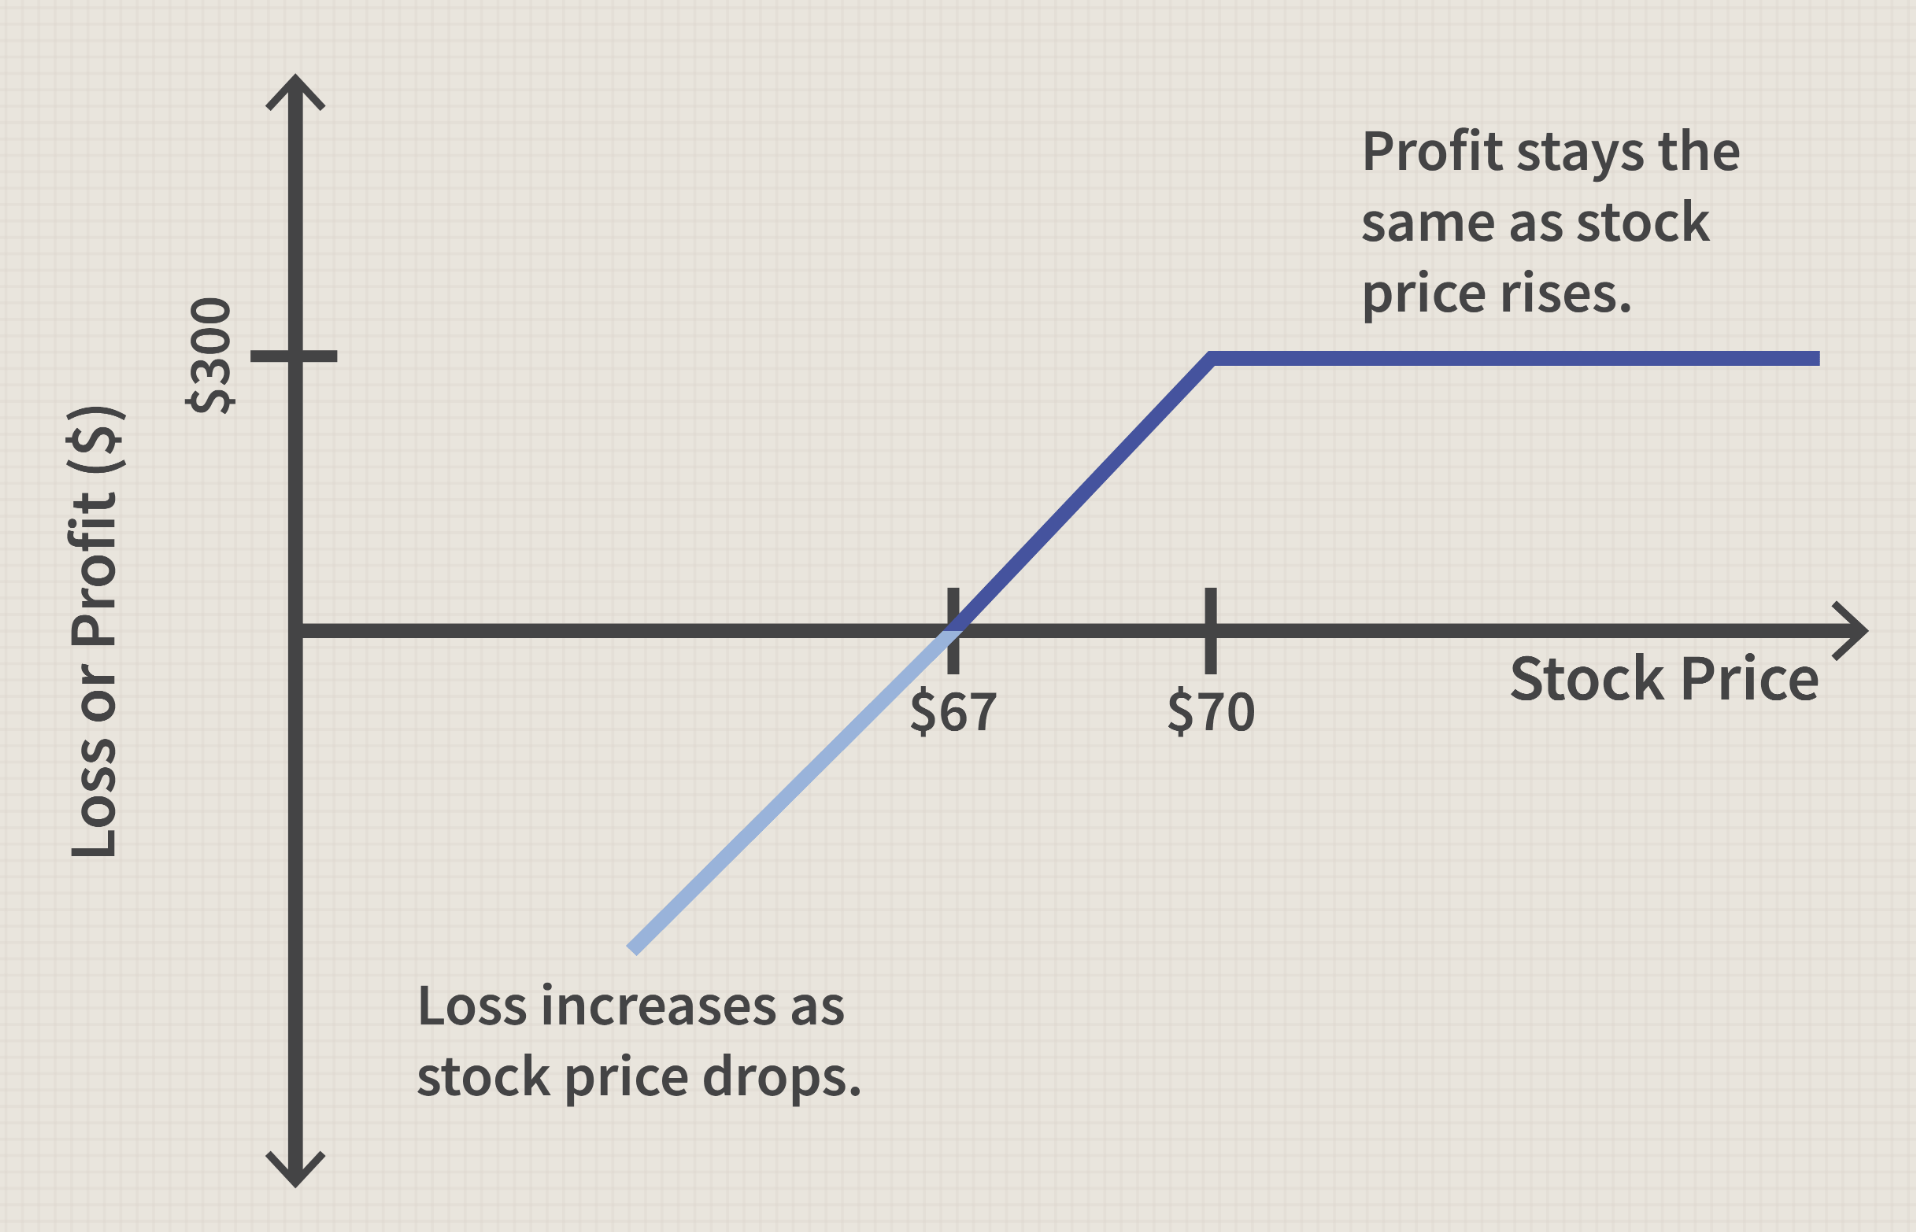 Profit stays the
same as stock
price rises.
$300
Loss or Profit ($)
Stock Price
$67
$70
Loss increases as
stock price drops.